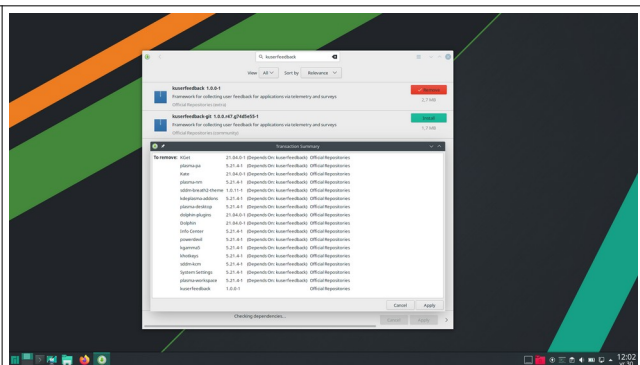 kuserfeedback
View All Sort by Relevance
kuserfeedback 1.0.0-1
Remove
Framework for collecting user feedback for applications via telemetry and surveys
2,7 MB
Official Repositories (extra)
kuserfeedback-git
Install
Framework for collecting user feedback for applications via telemetry and surveys
1,7 MB
Official Repositories (community)
Transaction Summary
To remove: KGet 21.04.0-1 (Depends On: kuserfeedback) Official Repositories
plasma-pa 5.21.4-1 (Depends On: kuserfeedback) Official Repositories
Kate 21.04.0-1 (Depends On: kuserfeedback) Official Repositories
plasma-nm 5.21.4-1 (Depends On: kuserfeedback) Official Repositories
sddm-breath2-theme 1.0.11-1 (Depends On: kuserfeedback) Official Repositories
kdeplasma-addons 5.21.4-1 (Depends On: kuserfeedback) Official Repositories
plasma-desktop 5.21.4-1 (Depends On: kuserfeedback) Official Repositories
dolphin-plugins 21.04.0-1 (Depends On: kuserfeedback) Official Repositories
Dolphin 21.04.0-1 (Depends On: kuserfeedback) Official Repositories
Info Center 5.21.4-1 (Depends On: kuserfeedback) Official Repositories
powerdevil 5.21.4-1 (Depends On: kuserfeedback) Official Repositories
kgamma5 5.21.4-1 (Depends On: kuserfeedback) Official Repositories
khotkeys 5.21.4-1 (Depends On: kuserfeedback) Official Repositories
sddm-kcm 5.21.4-1 (Depends On: kuserfeedback) Official Repositories
System Settings 5.21.4-1 (Depends On: kuserfeedback) Official Repositories
plasma-workspace 5.21.4-1 (Depends On: kuserfeedback) Official Repositories
kuserfeedback 1.0.0-1 Official Repositories
Cancel Apply
Checking dependencies...
Cancel Apply
12:02
vr 30